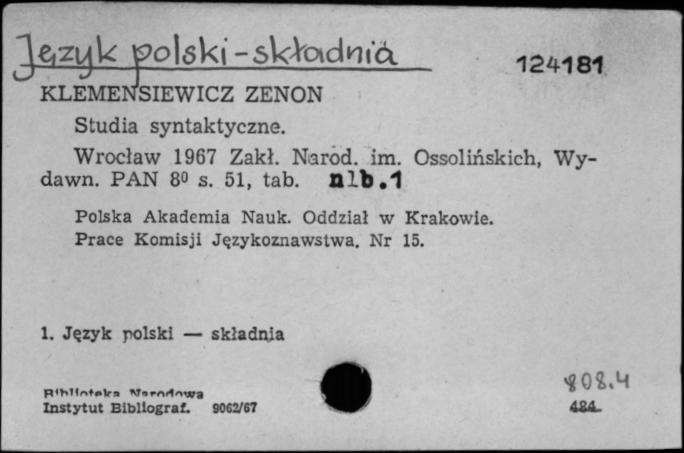 Język polski-składnia
124181
KLEMENSIEWICZ ZENON
Studia syntaktyczne.
Wrocław 1967 Zakł. Narod. im. Ossolińskich, Wy-
dawn. PAN 8⁰ s. 51, tab. nlb.1
Polska Akademia Nauk. Oddział w Krakowie.
Prace Komisji Językoznawstwa. Nr 15.
1. Język polski — składnia
808.4
Biblioteka Narodowa
Instytut Bibliograf. 9062/67
484